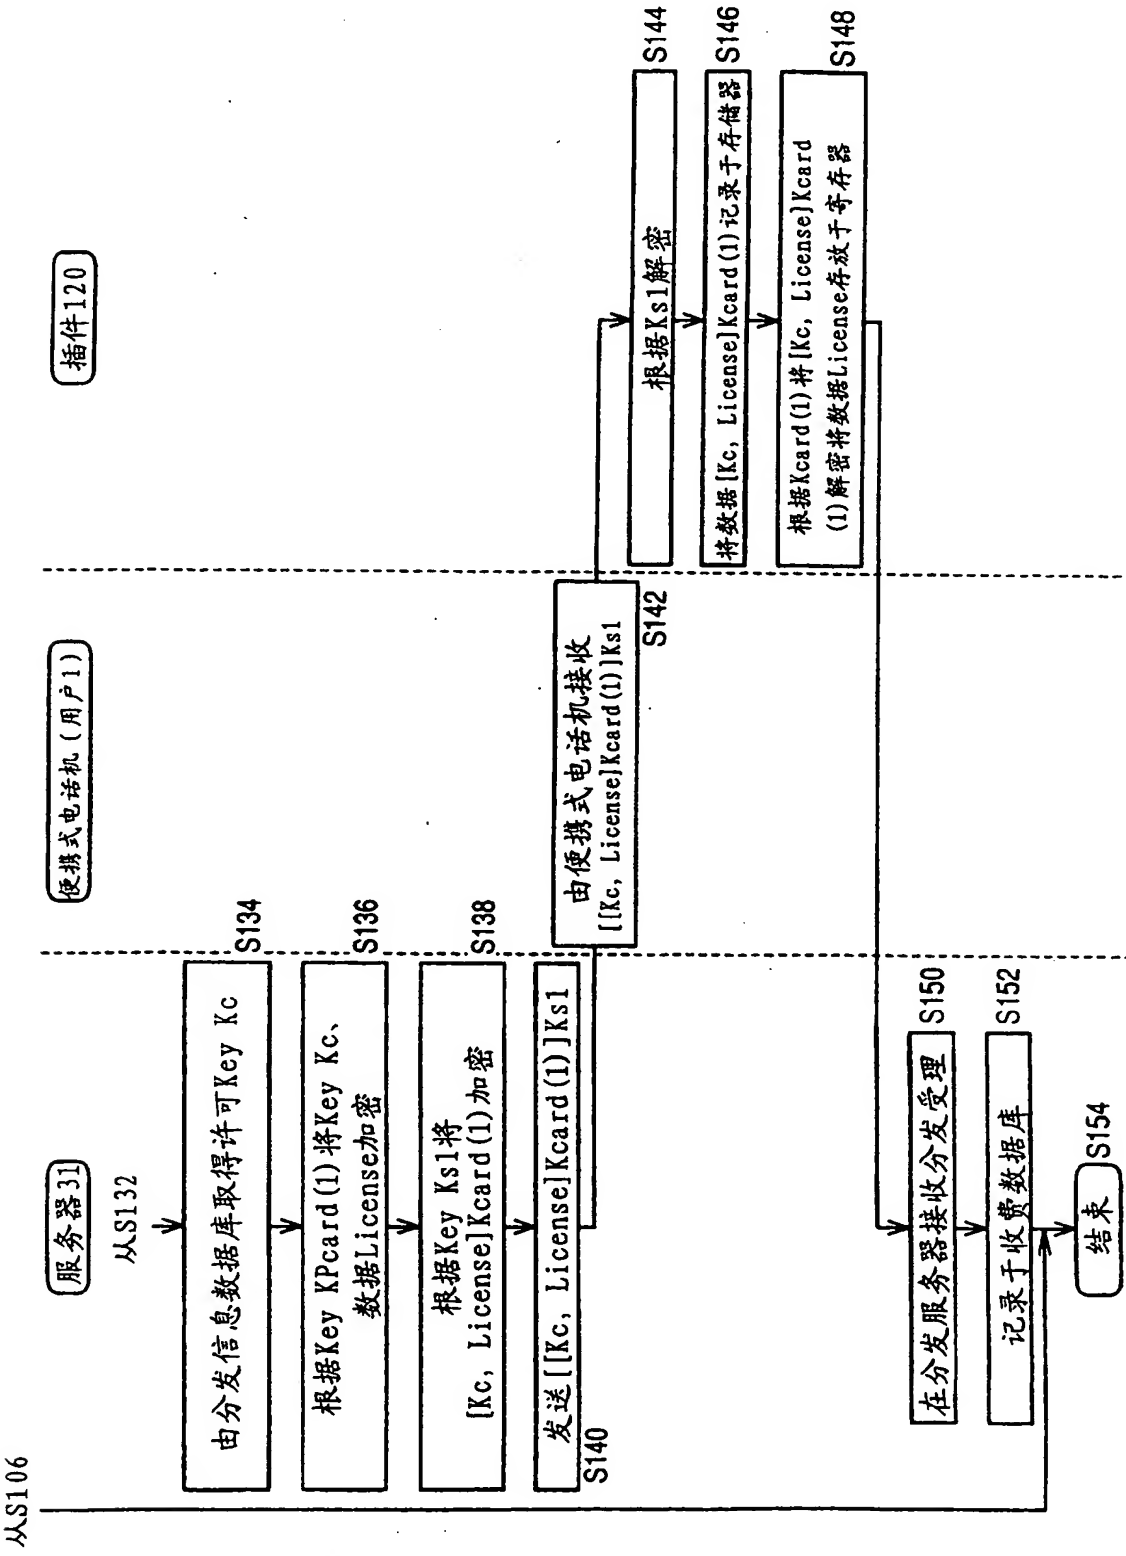 从S106
服务器31
便携式电话机(用户1)
插件120
从S132
由分发信息数据库取得许可Key Kc
S134
根据Key KPcard(1)将Key Kc、
数据License加密
S136
根据Key Ks1将
[Kc, License]Kcard(1)加密
S138
发送[[Kc, License]Kcard(1)]Ks1
S140
由便携式电话机接收
[[Kc, License]Kcard(1)]Ks1
S142
根据Ks1解密
S144
将数据[Kc, License]Kcard(1)记录于存储器
S146
根据Kcard(1)将[Kc, License]Kcard
(1)解密将数据License存放于寄存器
S148
在分发服务器接收分发受理
S150
记录于收费数据库
S152
结束
S154